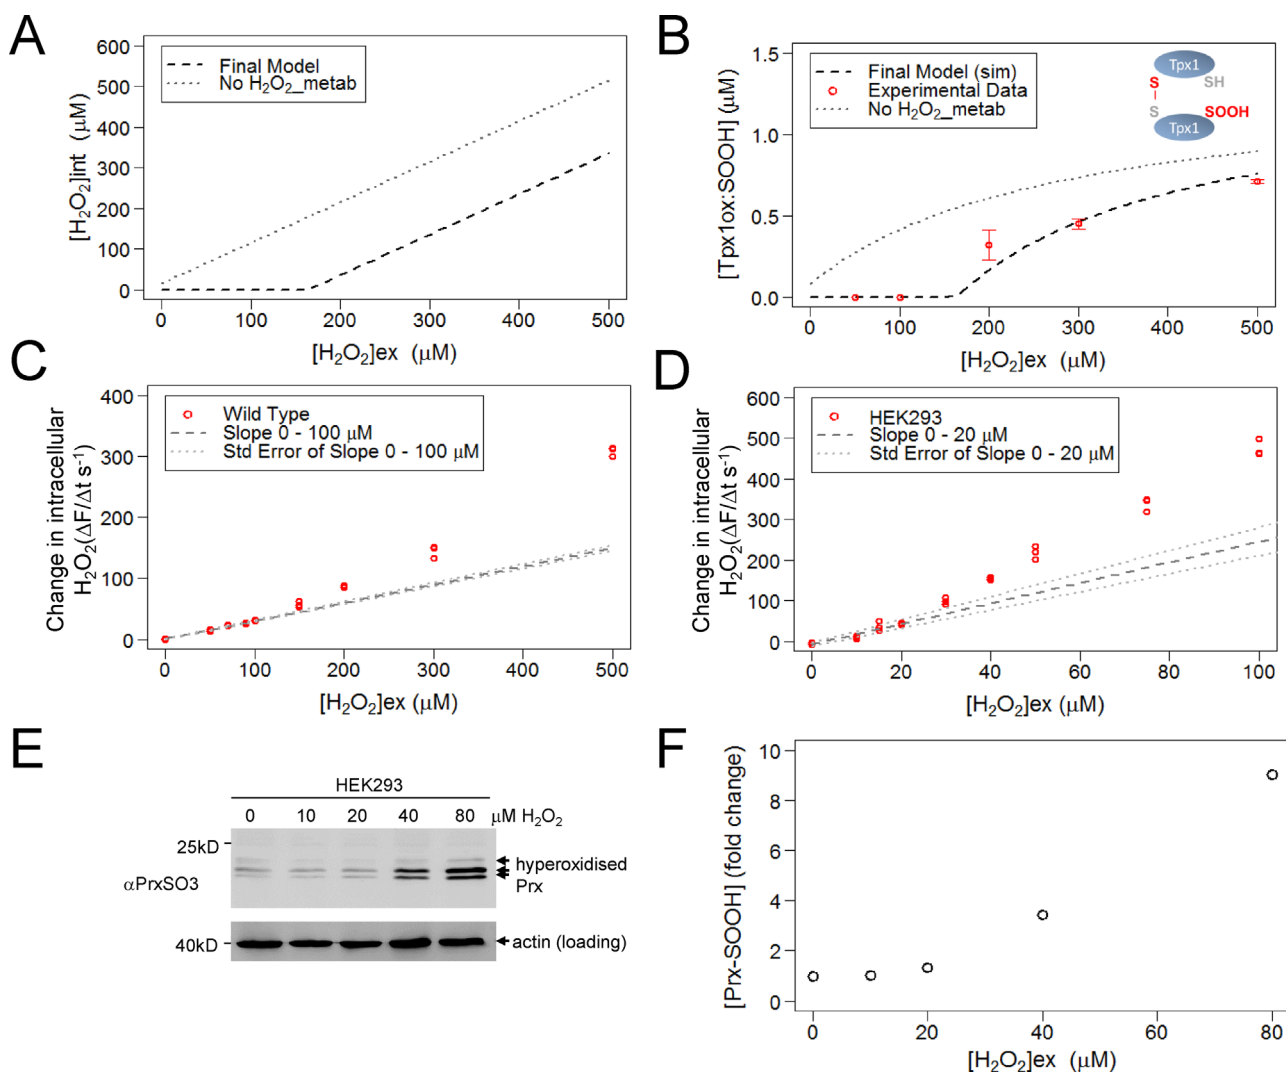 A
[H2O2]int (μM)
600
500
400
300
200
100
0
Final Model
No H2O2_metab
0 100 200 300 400 500
[H2O2]ex (μM)
B
[Tpx1ox:SOOH] (μM)
1.5
1.0
0.5
0.0
Final Model (sim)
Experimental Data
No H2O2_metab
Tpx1
S SH
S SOOH
Tpx1
0 100 200 300 400 500
[H2O2]ex (μM)
C
Change in intracellular
H2O2(ΔF/Δt s-1)
400
300
200
100
0
Wild Type
Slope 0 - 100 μM
Std Error of Slope 0 - 100 μM
0 100 200 300 400 500
[H2O2]ex (μM)
D
Change in intracellular
H2O2(ΔF/Δt s-1)
600
500
400
300
200
100
0
HEK293
Slope 0 - 20 μM
Std Error of Slope 0 - 20 μM
0 20 40 60 80 100
[H2O2]ex (μM)
E
HEK293
0 10 20 40 80 μM H2O2
25kD
αPrxSO3
hyperoxidised
Prx
40kD
actin (loading)
F
[Prx-SOOH] (fold change)
10
8
6
4
2
0
0 20 40 60 80
[H2O2]ex (μM)